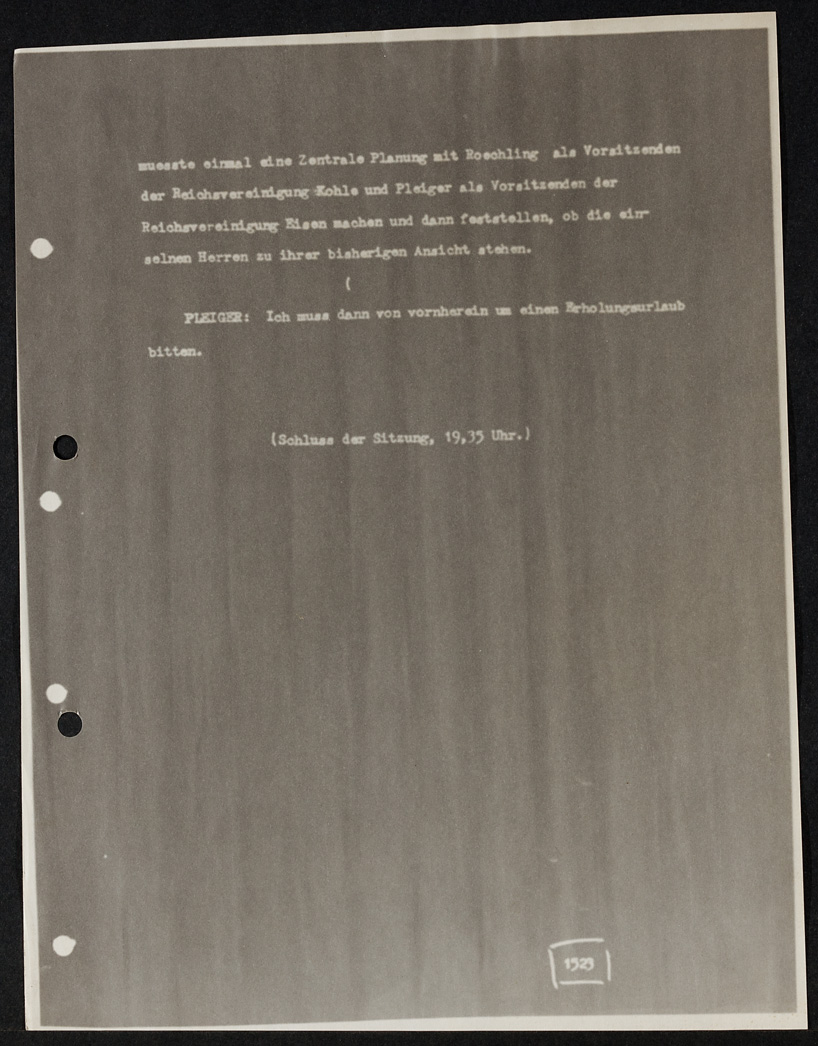 muesste einmal eine Zentrale Planung mit Roechling als Vorsitzenden
der Reichsvereinigung Kohle und Pleiger als Vorsitzenden der
Reichsvereinigung Eisen machen und dann feststellen, ob die ein-
zelnen Herren zu ihrer bisherigen Ansicht stehen.
(
PLEIGER: Ich muss dann von vornherein um einen Erholungsurlaub
bitten.
(Schluss der Sitzung, 19,35 Uhr.)
1523